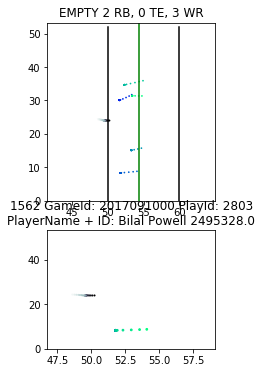 EMPTY 2 RB, 0 TE, 3 WR
50
40
30
20
10
0
45 50 55 60
1562 GameId: 2017091000 PlayId: 2803
PlayerName + ID: Bilal Powell 2495328.0
40
20
0
47.5 50.0 52.5 55.0 57.5